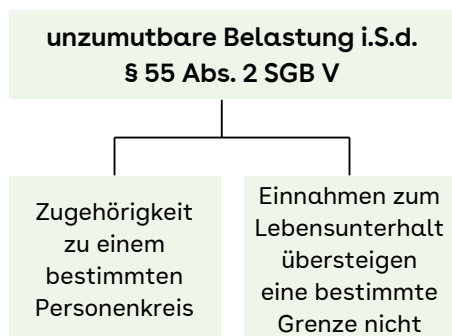 unzumutbare Belastung i.S.d.
§ 55 Abs. 2 SGB V
Zugehörigkeit
zu einem
bestimmten
Personenkreis
Einnahmen zum
Lebensunterhalt
übersteigen
eine bestimmte
Grenze nicht